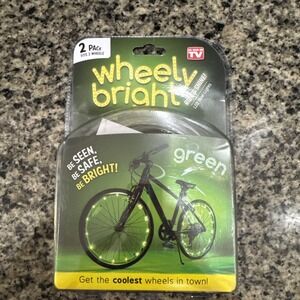 2 PACK
AS SEEN ON
TV
wheely
bright
BE SEEN,
BE SAFE,
BE BRIGHT!
green
Get the coolest wheels in town!